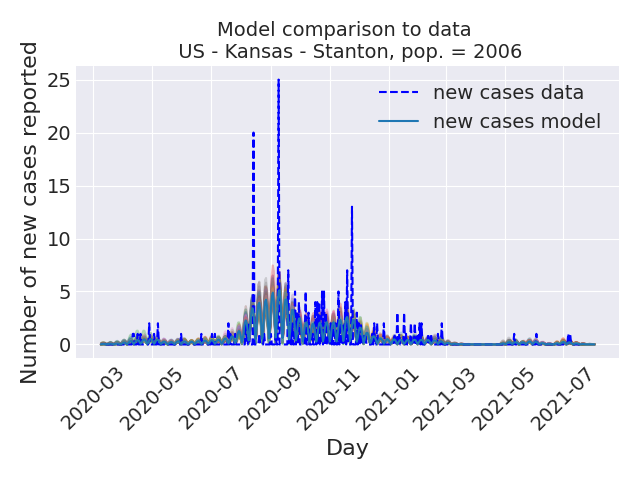 Model comparison to data
US - Kansas - Stanton, pop. = 2006
Number of new cases reported
25
20
15
10
5
0
new cases data
new cases model
2020-03
2020-05
2020-07
2020-09
2020-11
2021-01
2021-03
2021-05
2021-07
Day